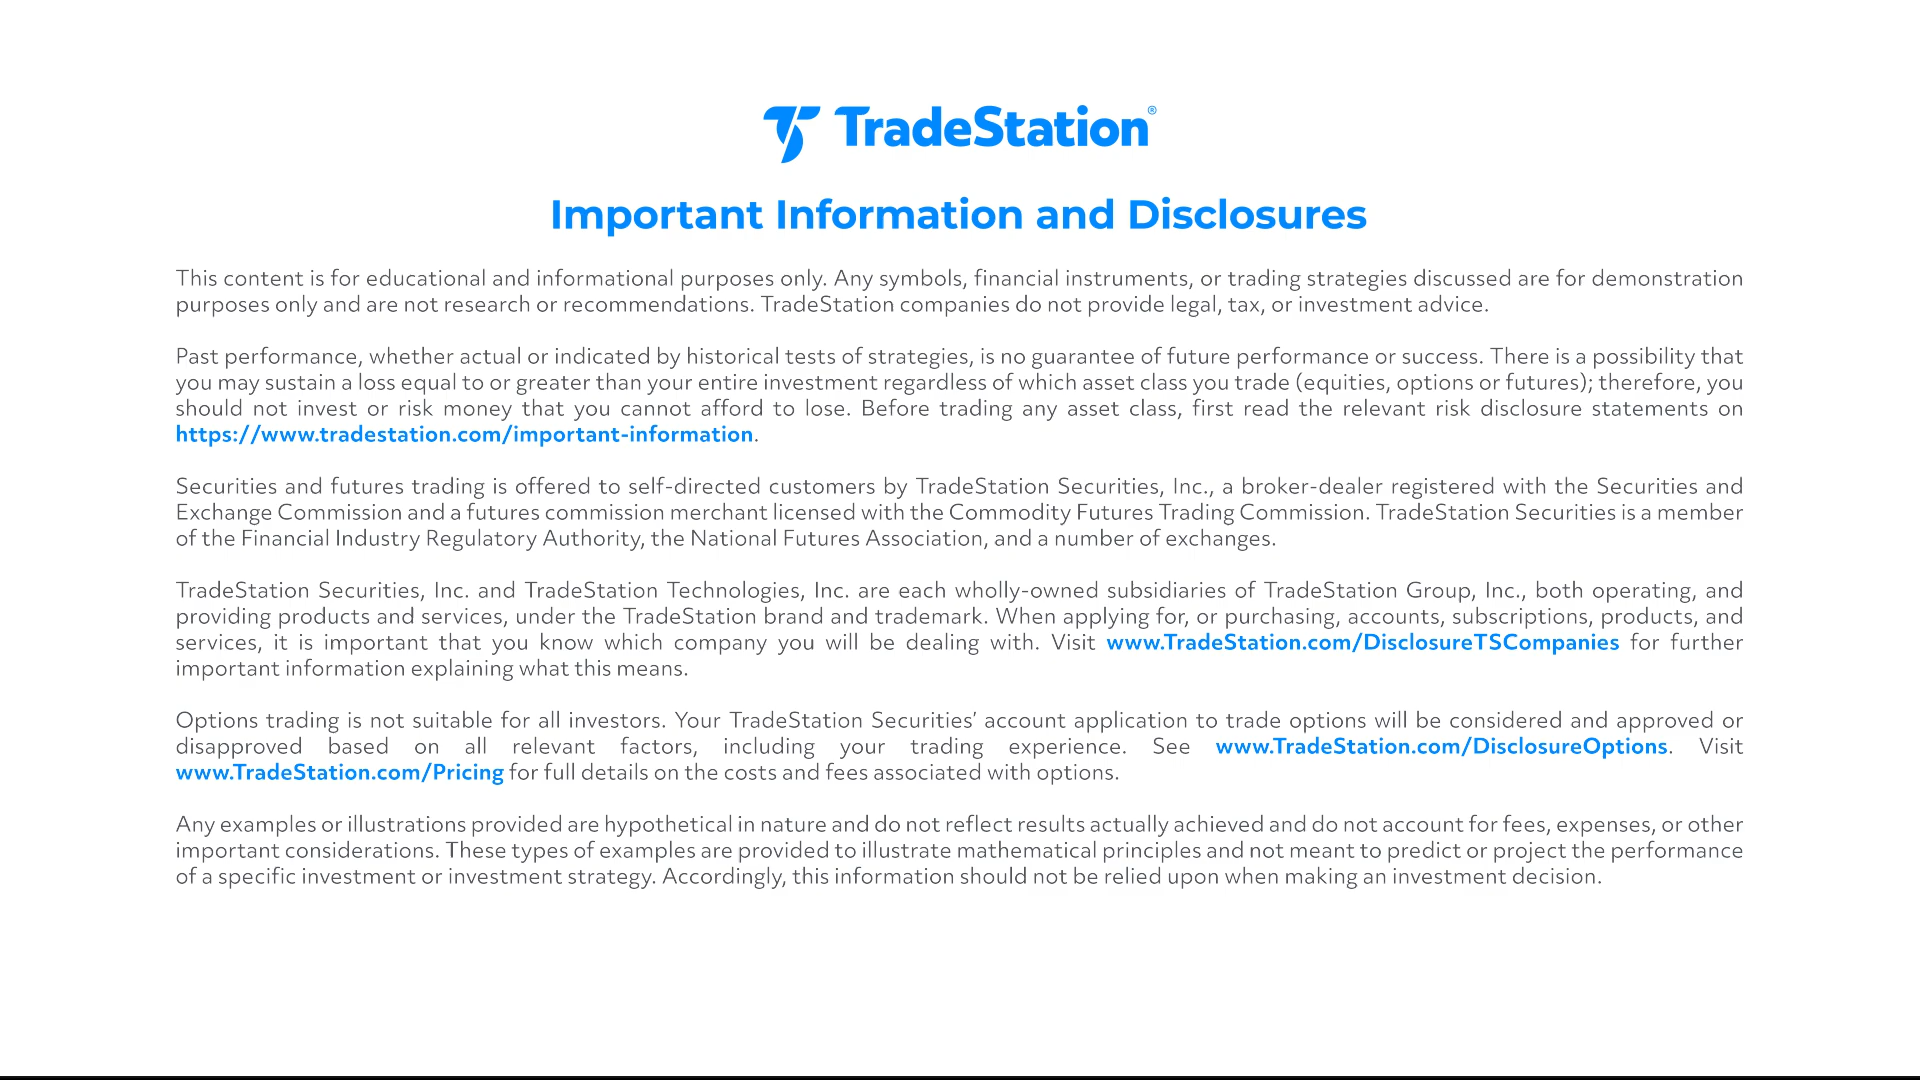 TradeStation®
Important Information and Disclosures
This content is for educational and informational purposes only. Any symbols, financial instruments, or trading strategies discussed are for demonstration
purposes only and are not research or recommendations. TradeStation companies do not provide legal, tax, or investment advice.
Past performance, whether actual or indicated by historical tests of strategies, is no guarantee of future performance or success. There is a possibility that
you may sustain a loss equal to or greater than your entire investment regardless of which asset class you trade (equities, options or futures); therefore, you
should not invest or risk money that you cannot afford to lose. Before trading any asset class, first read the relevant risk disclosure statements on
https://www.tradestation.com/important-information.
Securities and futures trading is offered to self-directed customers by TradeStation Securities, Inc., a broker-dealer registered with the Securities and
Exchange Commission and a futures commission merchant licensed with the Commodity Futures Trading Commission. TradeStation Securities is a member
of the Financial Industry Regulatory Authority, the National Futures Association, and a number of exchanges.
TradeStation Securities, Inc. and TradeStation Technologies, Inc. are each wholly-owned subsidiaries of TradeStation Group, Inc., both operating, and
providing products and services, under the TradeStation brand and trademark. When applying for, or purchasing, accounts, subscriptions, products, and
services, it is important that you know which company you will be dealing with. Visit www.TradeStation.com/DisclosureTSCompanies for further
important information explaining what this means.
Options trading is not suitable for all investors. Your TradeStation Securities’ account application to trade options will be considered and approved or
disapproved based on all relevant factors, including your trading experience. See www.TradeStation.com/DisclosureOptions. Visit
www.TradeStation.com/Pricing for full details on the costs and fees associated with options.
Any examples or illustrations provided are hypothetical in nature and do not reflect results actually achieved and do not account for fees, expenses, or other
important considerations. These types of examples are provided to illustrate mathematical principles and not meant to predict or project the performance
of a specific investment or investment strategy. Accordingly, this information should not be relied upon when making an investment decision.